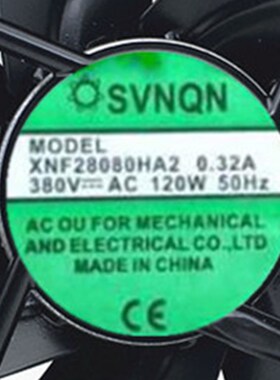 SVNQN
MODEL
XNF28080HA2 0.32A
380V⎓ AC 120W 50Hz
AC OU FOR MECHANICAL
AND ELECTRICAL CO.,LTD
MADE IN CHINA
CE